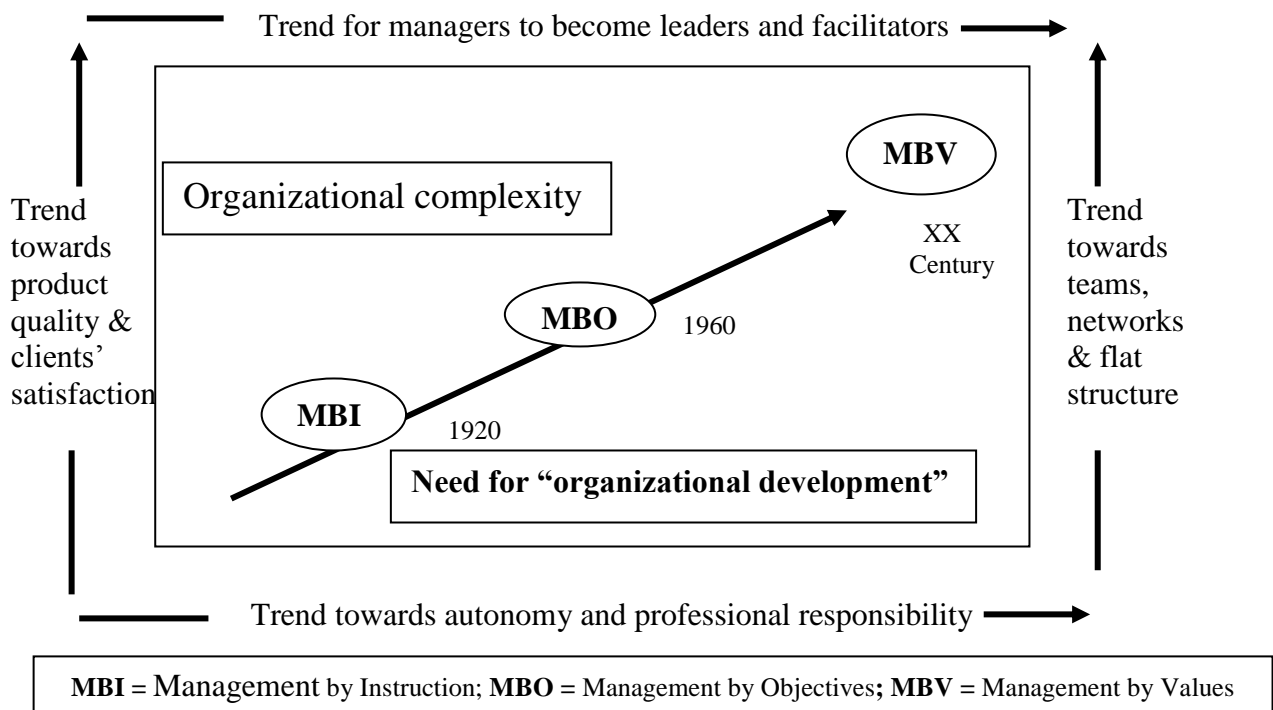 Trend for managers to become leaders and facilitators
MBV
Organizational complexity
Trend
towards
product
quality &
clients’
satisfaction
XX
Century
Trend
towards
teams,
networks
& flat
structure
MBO
1960
MBI
1920
Need for “organizational development”
Trend towards autonomy and professional responsibility
MBI = Management by Instruction; MBO = Management by Objectives; MBV = Management by Values